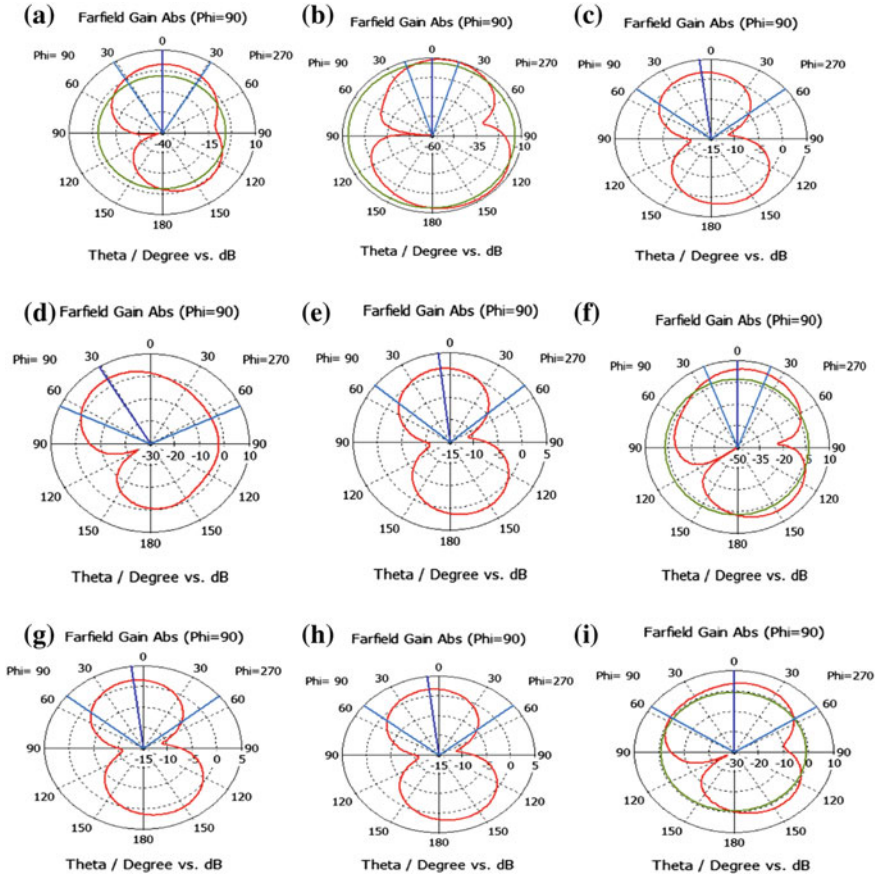 (a) Farfield Gain Abs (Phi=90)
0
30 30
Phi= 90 Phi=270
60 60
90 -40 -15 10 90
120 120
150 150
180
Theta / Degree vs. dB
(b) Farfield Gain Abs (Phi=90)
0
30 30
Phi= 90 Phi=270
60 60
90 -60 -35 -10 90
120 120
150 150
180
Theta / Degree vs. dB
(c) Farfield Gain Abs (Phi=90)
0
30 30
Phi= 90 Phi=270
60 60
90 -15 -10 -5 0 5 90
120 120
150 150
180
Theta / Degree vs. dB
(d) Farfield Gain Abs (Phi=90)
0
30 30
Phi= 90 Phi=270
60 60
90 -30 -20 -10 0 10 90
120 120
150 150
180
Theta / Degree vs. dB
(e) Farfield Gain Abs (Phi=90)
0
30 30
Phi= 90 Phi=270
60 60
90 -15 -10 -5 0 5 90
120 120
150 150
180
Theta / Degree vs. dB
(f) Farfield Gain Abs (Phi=90)
0
30 30
Phi= 90 Phi=270
60 60
90 -50 -35 -20 -5 10 90
120 120
150 150
180
Theta / Degree vs. dB
(g) Farfield Gain Abs (Phi=90)
0
30 30
Phi= 90 Phi=270
60 60
90 -15 -10 -5 0 5 90
120 120
150 150
180
Theta / Degree vs. dB
(h) Farfield Gain Abs (Phi=90)
0
30 30
Phi= 90 Phi=270
60 60
90 -15 -10 -5 0 5 90
120 120
150 150
180
Theta / Degree vs. dB
(i) Farfield Gain Abs (Phi=90)
0
30 30
Phi= 90 Phi=270
60 60
90 -30 -20 -10 0 10 90
120 120
150 150
180
Theta / Degree vs. dB